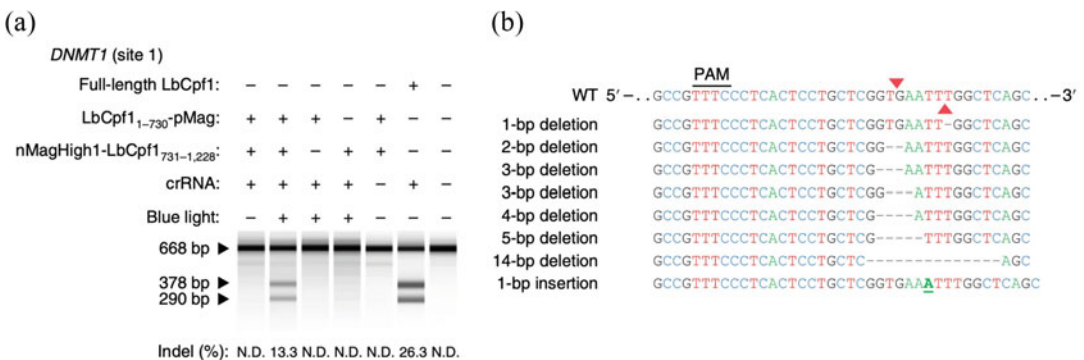 (a)
(b)
DNMT1 (site 1)
Full-length LbCpf1: – – – – – + –
LbCpf1₁₋₇₃₀-pMag: + + + – + – –
nMagHigh1-LbCpf1₇₃₁₋₁,₂₂₈: + + – + + – –
crRNA: + + + + – + –
Blue light: – + + + – – –
668 bp
378 bp
290 bp
Indel (%): N.D. 13.3 N.D. N.D. N.D. 26.3 N.D.
PAM
WT 5′ –..GCCGTTTCCCTCACTCCTGCTCGGTGAATTTGGCTCAGC..–3′
1-bp deletion GCCGTTTCCCTCACTCCTGCTCGGTGAATT-GGCTCAGC
2-bp deletion GCCGTTTCCCTCACTCCTGCTCGG--AATTTGGCTCAGC
3-bp deletion GCCGTTTCCCTCACTCCTGCTCGG---ATTTGGCTCAGC
3-bp deletion GCCGTTTCCCTCACTCCTGCTCGG---ATTTGGCTCAGC
4-bp deletion GCCGTTTCCCTCACTCCTGCTCG----ATTTGGCTCAGC
5-bp deletion GCCGTTTCCCTCACTCCTGCTCG-----TTTGGCTCAGC
14-bp deletion GCCGTTTCCCTCACTCCTGCTC--------------AGC
1-bp insertion GCCGTTTCCCTCACTCCTGCTCGGTGAAATTTGGCTCAGC